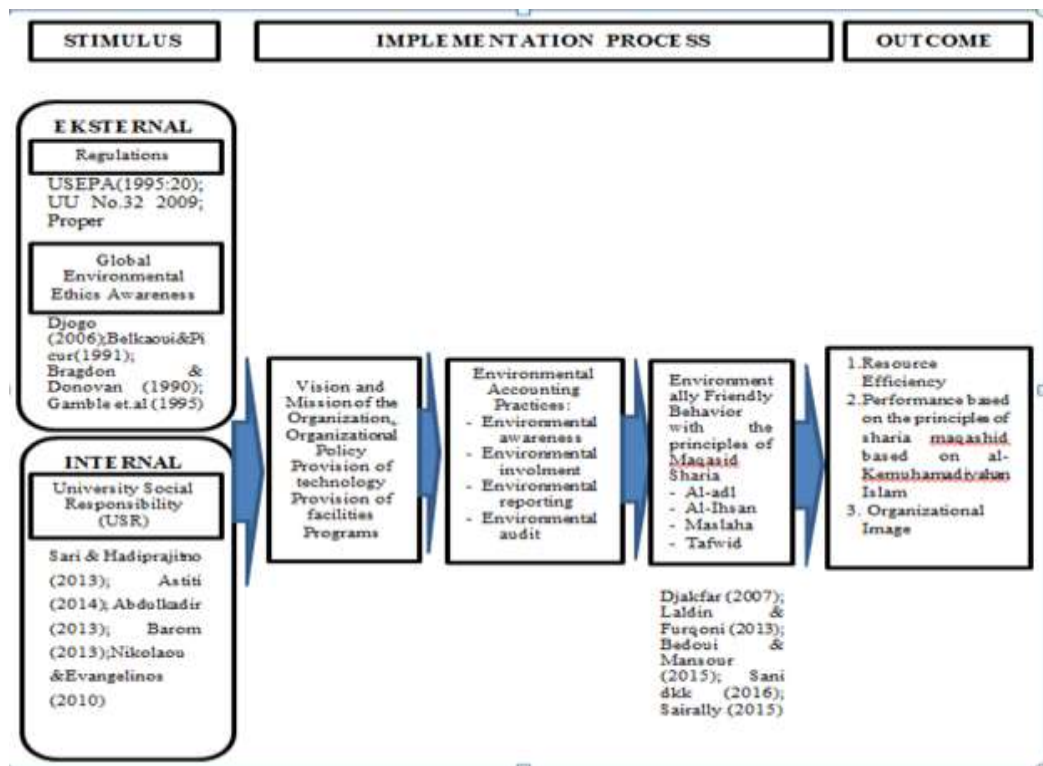 STIMULUS
IMPLEMENTATION PROCESS
OUTCOME
EKSTERNAL
Regulations
USEPA(1995:20);
UU No.32 2009;
Proper
Global
Environmental
Ethics Awareness
Djogo
(2006);Belkaoui&Pi
cur(1991);
Bragdon &
Donovan (1990);
Gamble et.al (1995)
INTERNAL
University Social
Responsibility
(USR)
Sari & Hadiprajitno
(2013); Astiti
(2014); Abdulkadir
(2013); Barom
(2013);Nikolaou
&Evangelinos
(2010)
Vision and
Mission of the
Organization,
Organizational
Policy
Provision of
technology
Provision of
facilities
Programs
Environmental
Accounting
Practices:
- Environmental
awareness
- Environmental
involment
- Environmental
reporting
- Environmental
audit
Environment
ally Friendly
Behavior
with the
principles of
Maqasid
Sharia
- Al-adl
- Al-Ihsan
- Maslaha
- Tafwid
Djakfar (2007);
Laldin &
Furqoni (2013);
Bedoui &
Mansour
(2015); Sani
dkk (2016);
Sairally (2015)
1.Resource
Efficiency
2.Performance based
on the principles of
sharia maqashid
based on al-
Kemuhamadiyahan
Islam
3. Organizational
Image